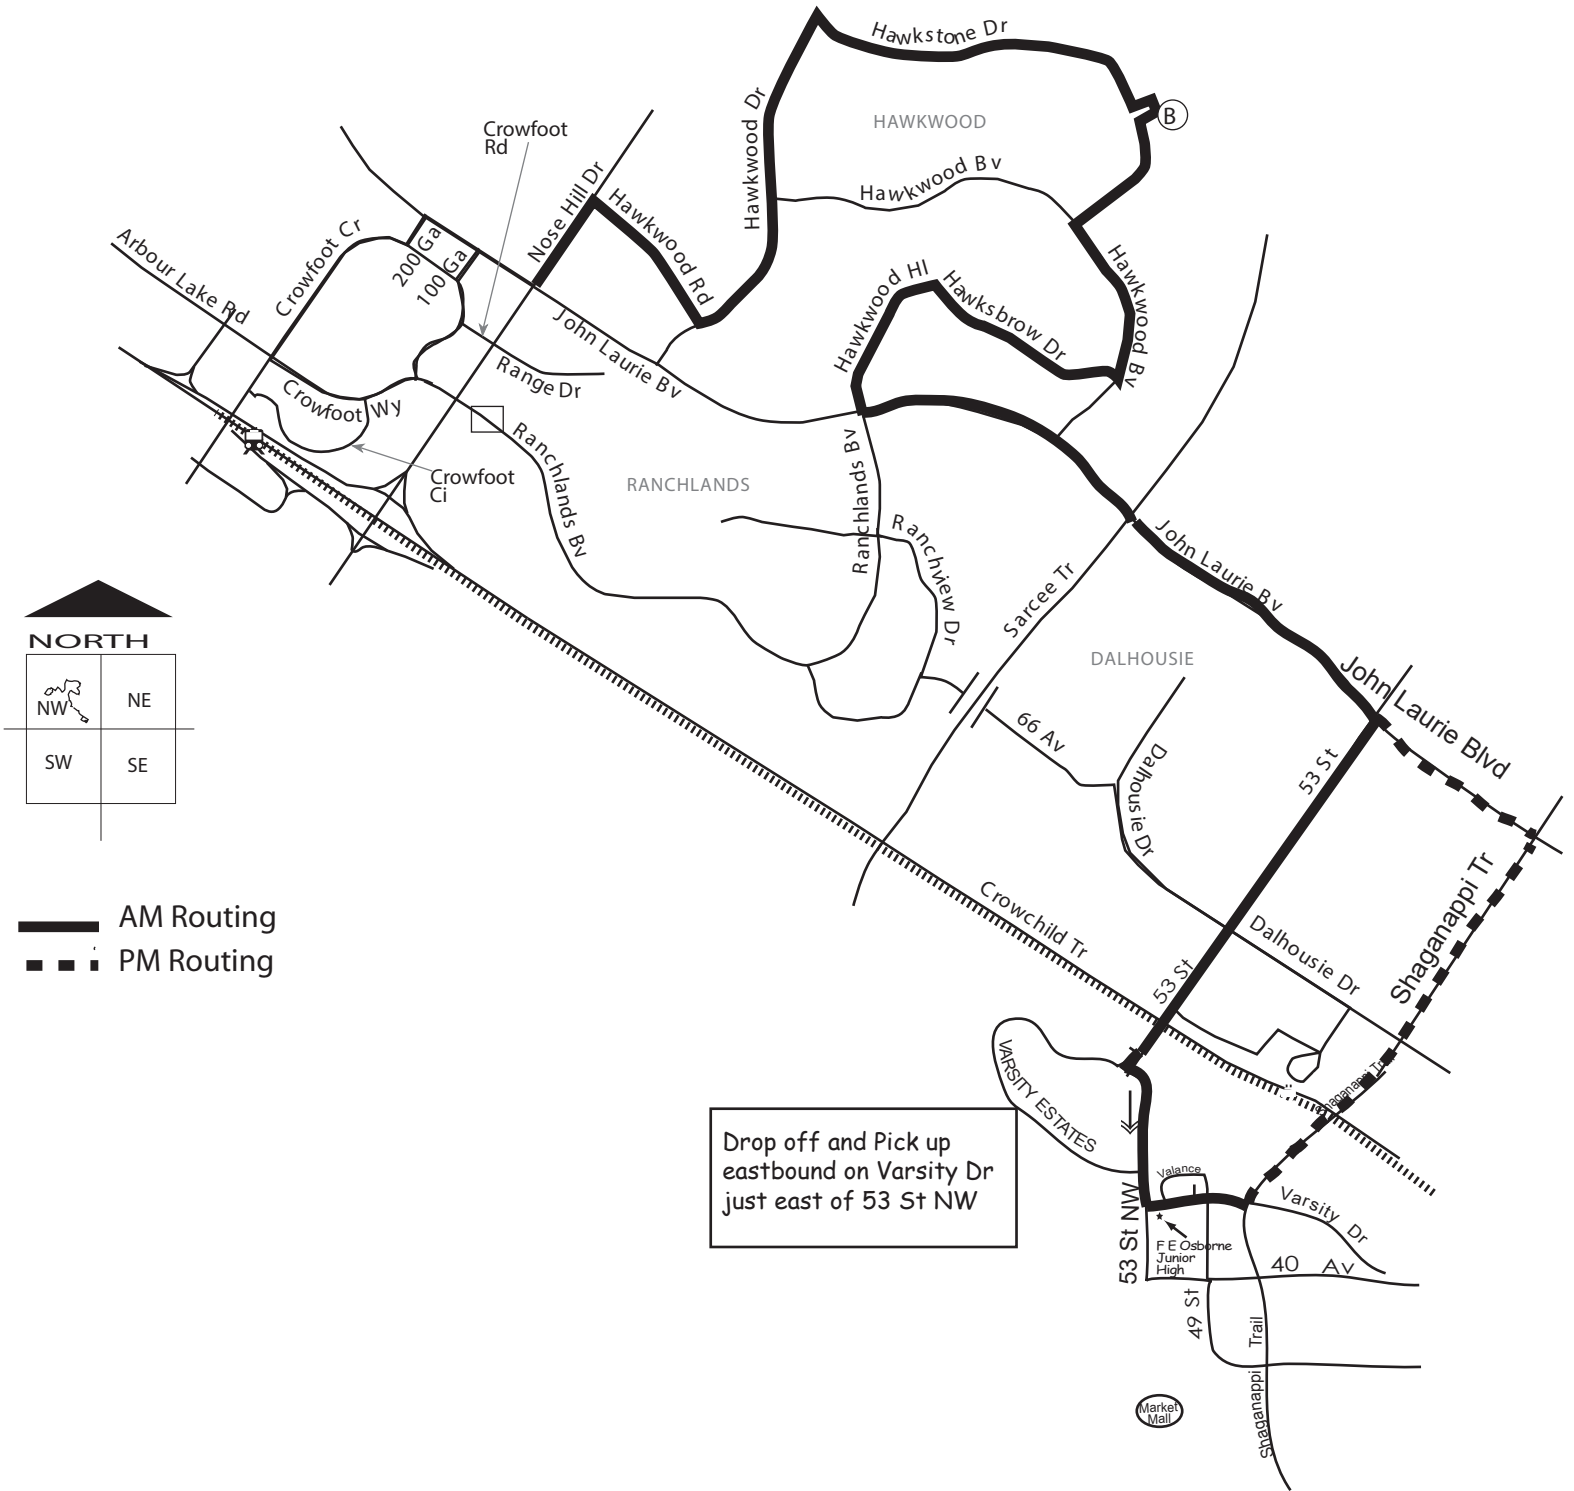 Hawkstone Dr
HAWKWOOD
B
Crowfoot
Rd
Hawkwood Dr
Hawkwood Bv
Nose Hill Dr
Hawkwood Rd
Crowfoot Cr
200 Ga
100 Ga
Arbour Lake Rd
Hawkwood Hl
Hawksbrow Dr
Hawkwood Bv
John Laurie Bv
Range Dr
Crowfoot Wy
Crowfoot
Ci
Ranchlands Bv
RANCHLANDS
Ranchlands Bv
Ranchview Dr
Sarcee Tr
John Laurie Bv
DALHOUSIE
NORTH
NW
NE
SW
SE
66 Av
Dalhousie Dr
John Laurie Blvd
53 St
Shaganappi Tr
AM Routing
PM Routing
Crowchild Tr
53 St
Dalhousie Dr
Shaganappi Trail
VARSITY ESTATES
Drop off and Pick up
eastbound on Varsity Dr
just east of 53 St NW
Valance
53 St NW
Varsity Dr
F E Osborne
Junior
High
40 Av
49 St
Shaganappi Trail
Market
Mall